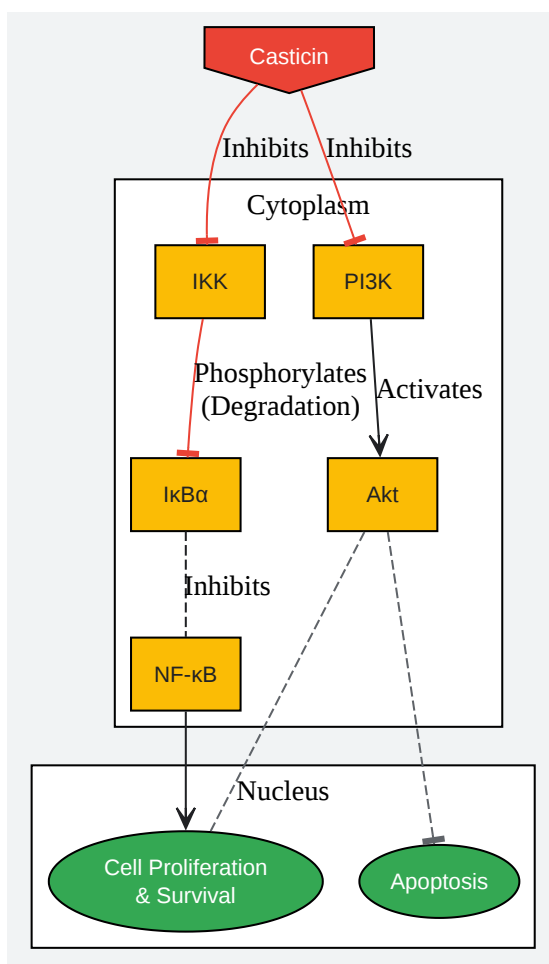 Casticin
Inhibits
Inhibits
Cytoplasm
IKK
PI3K
Phosphorylates
(Degradation)
Activates
IκBα
Akt
Inhibits
NF-κB
Nucleus
Cell Proliferation
& Survival
Apoptosis